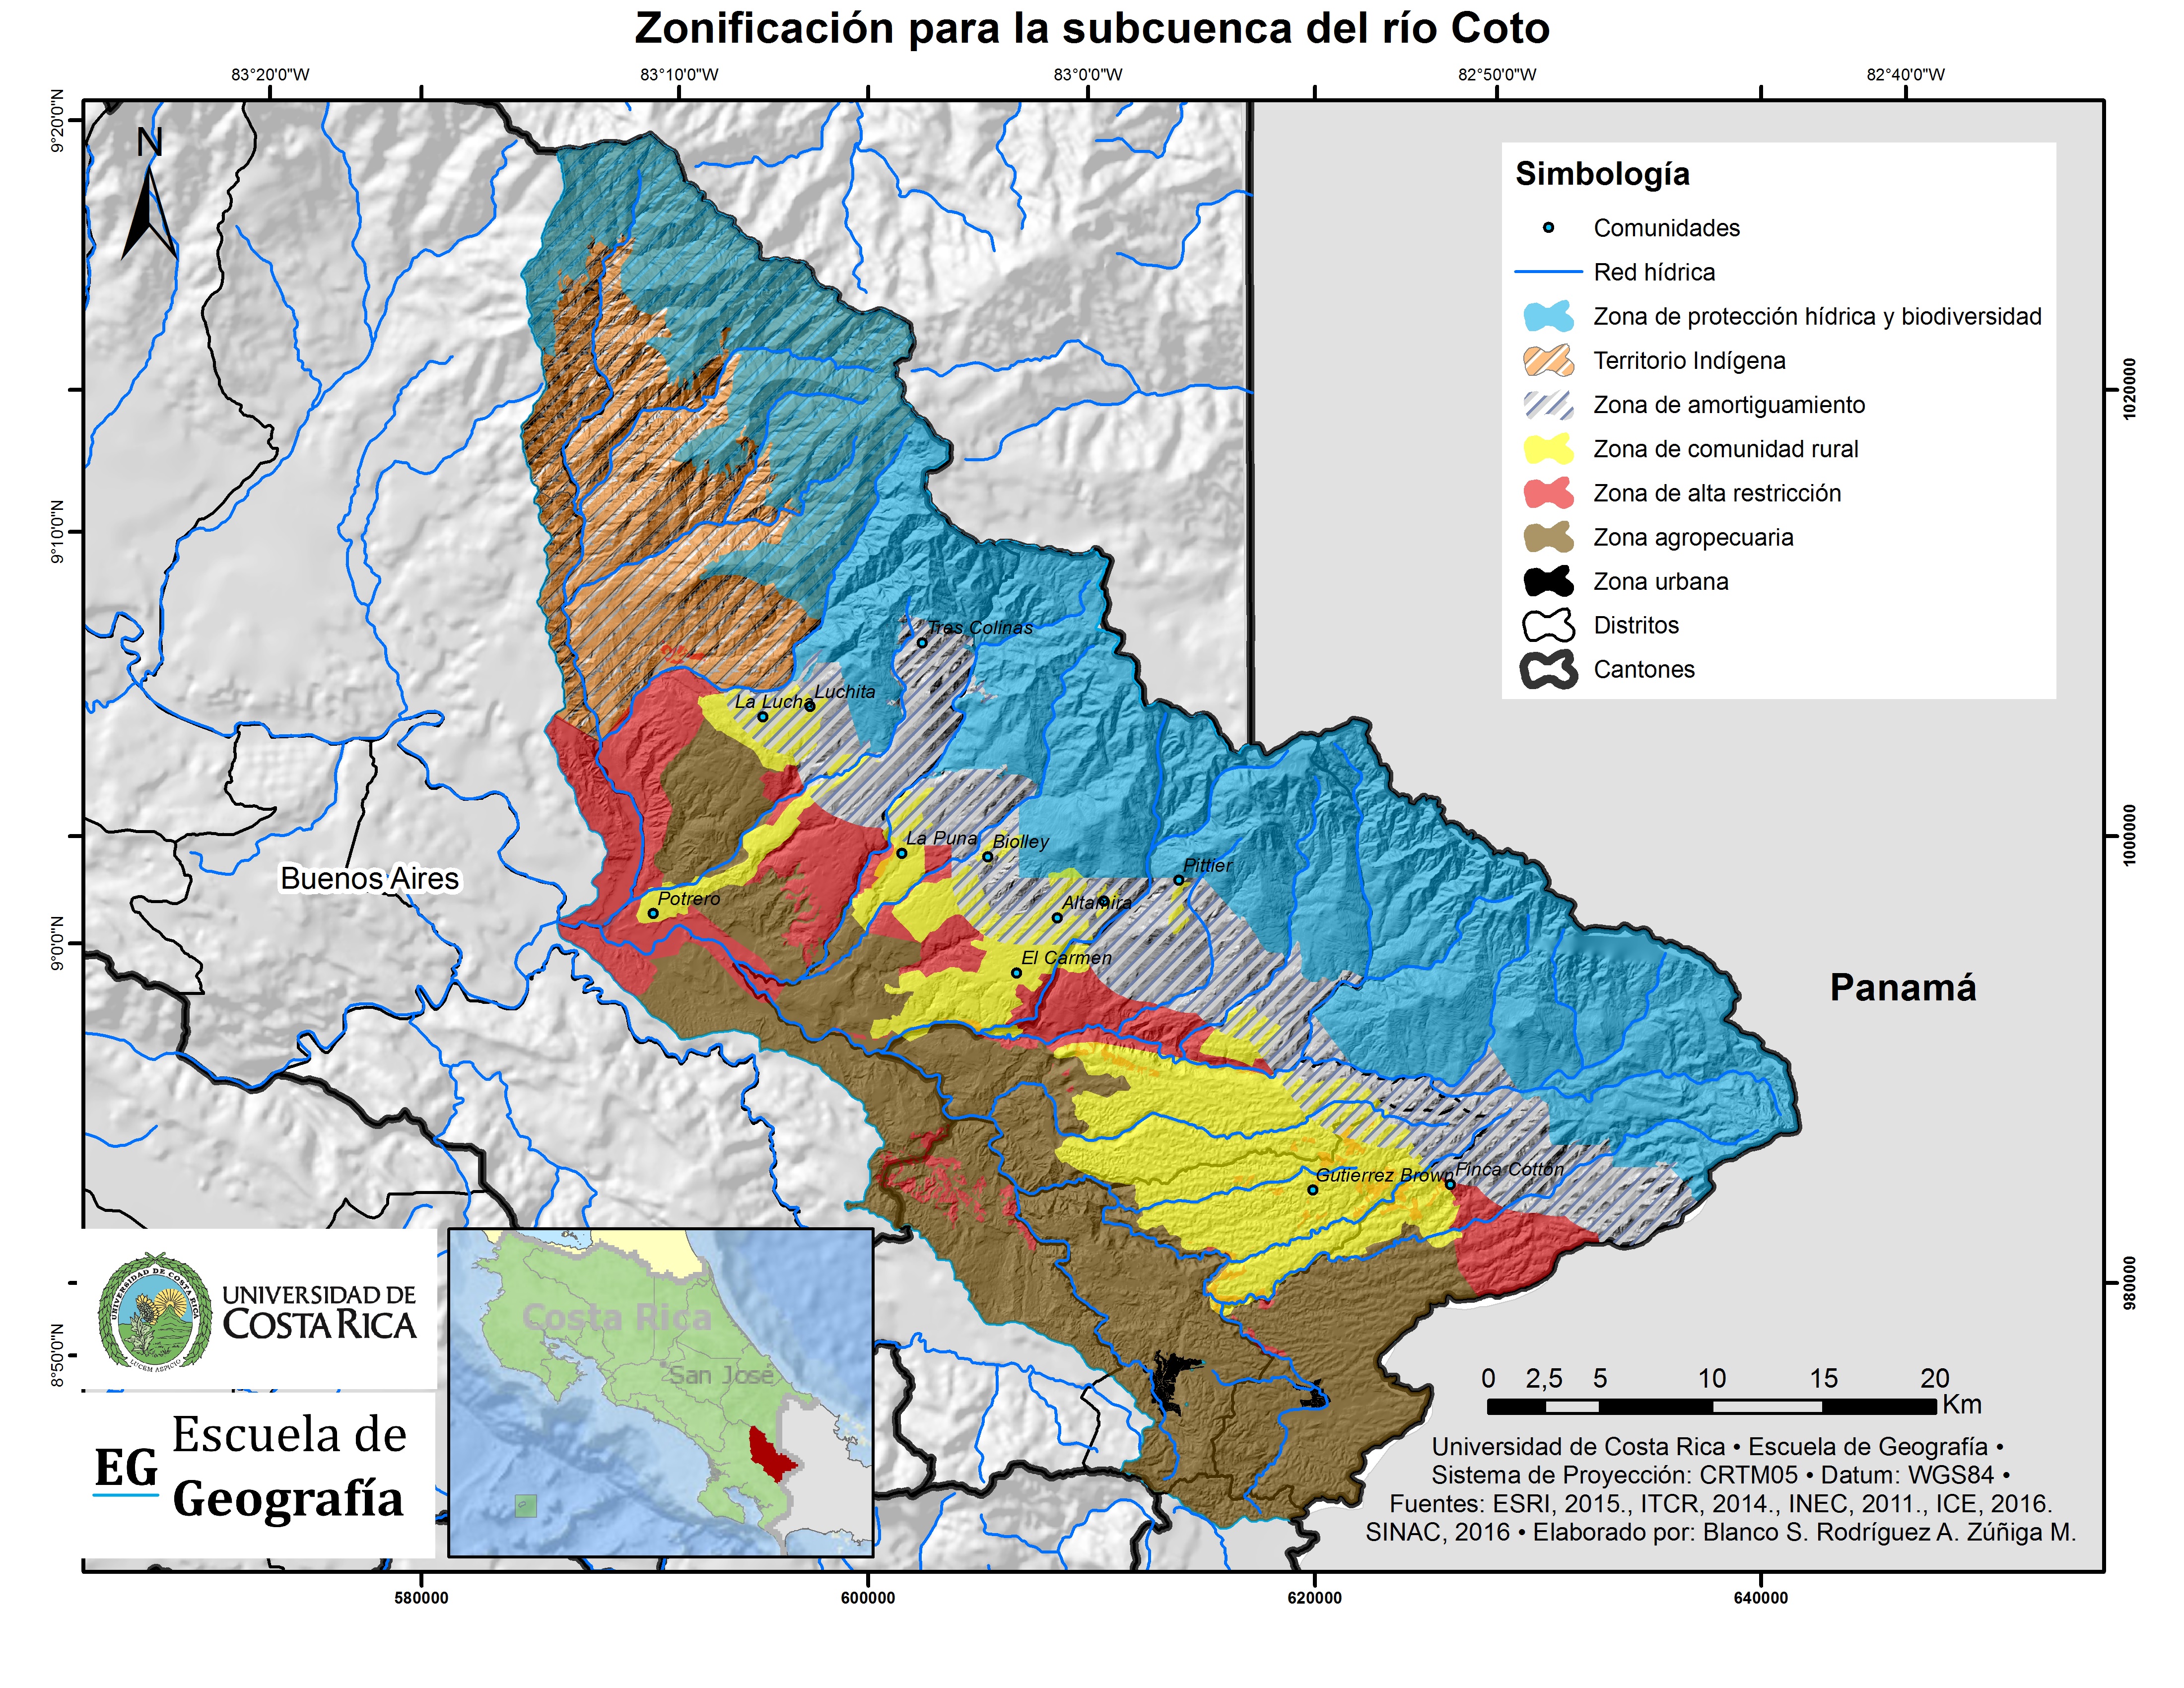 Zonificación para la subcuenca del río Coto
83°20'0"W
83°10'0"W
83°0'0"W
82°50'0"W
82°40'0"W
9°20'0"N
9°10'0"N
9°0'0"N
8°50'0"N
N
Simbología
Comunidades
Red hídrica
Zona de protección hídrica y biodiversidad
Territorio Indígena
Zona de amortiguamiento
Zona de comunidad rural
Zona de alta restricción
Zona agropecuaria
Zona urbana
Distritos
Cantones
1020000
1000000
980000
Tres Colinas
Luchita
La Lucha
La Puna
Biolley
Pittier
Potrero
Altamira
El Carmen
Gutierrez Brown
Finca Cotton
Buenos Aires
Panamá
UNIVERSIDAD DE COSTA RICA
LUCEM ASPICIO
UNIVERSIDAD DE
COSTA RICA
EG
Escuela de
Geografía
Costa Rica
San José
0 2,5 5 10 15 20
Km
Universidad de Costa Rica • Escuela de Geografía •
Sistema de Proyección: CRTM05 • Datum: WGS84 •
Fuentes: ESRI, 2015., ITCR, 2014., INEC, 2011., ICE, 2016.
SINAC, 2016 • Elaborado por: Blanco S. Rodríguez A. Zúñiga M.
580000
600000
620000
640000